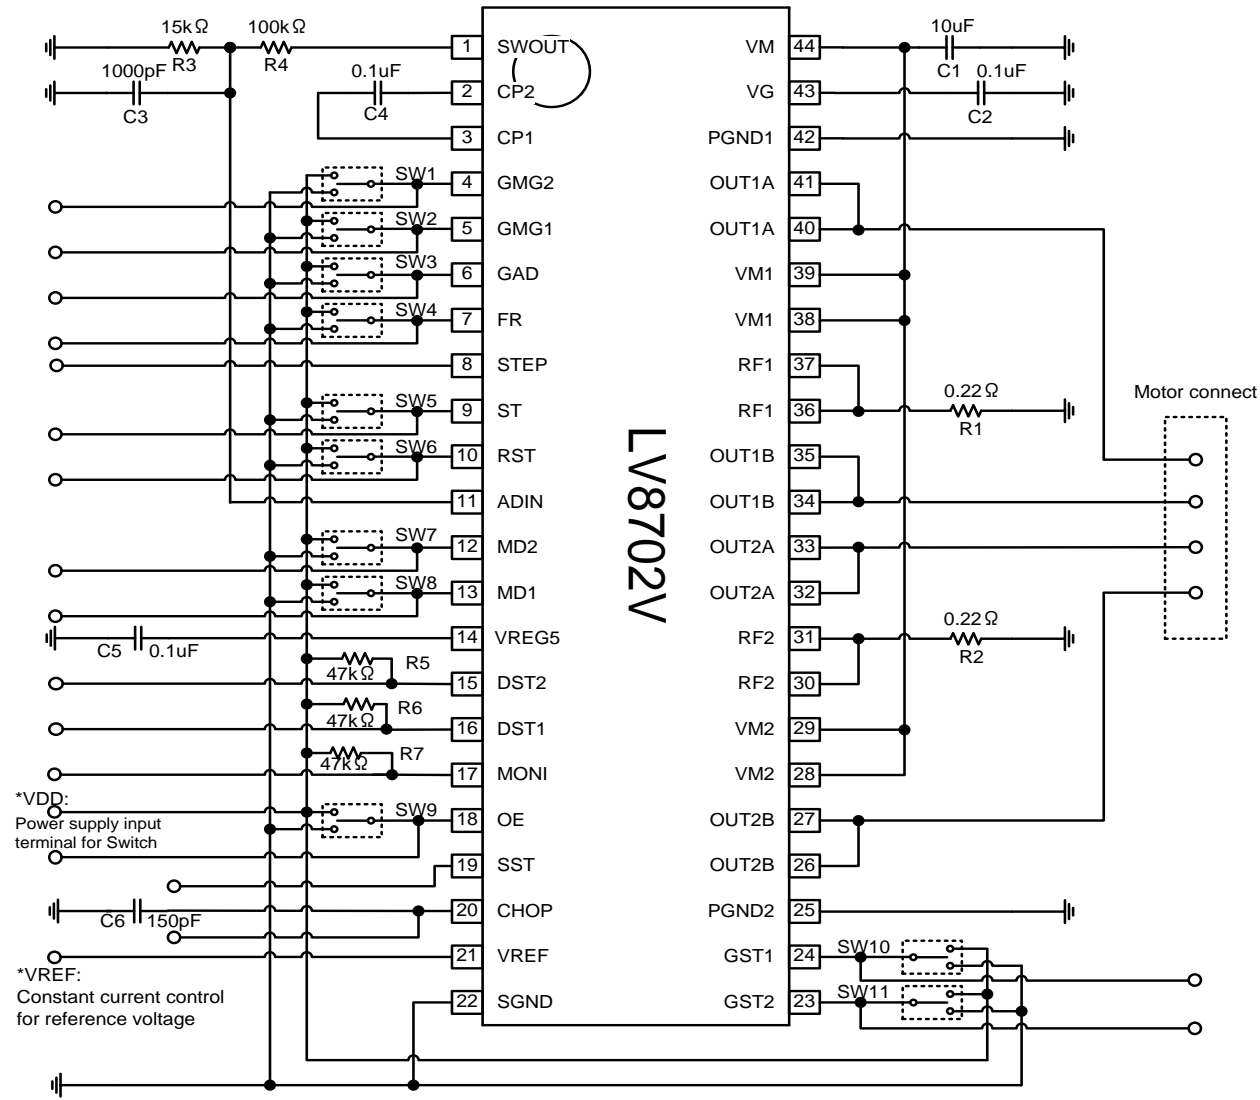 15kΩ
R3
100kΩ
R4
1000pF
C3
0.1uF
C4
1 SWOUT
2 CP2
3 CP1
SW1 4 GMG2
SW2 5 GMG1
SW3 6 GAD
SW4 7 FR
8 STEP
SW5 9 ST
SW6 10 RST
11 ADIN
SW7 12 MD2
SW8 13 MD1
C5 0.1uF 14 VREG5
47kΩ R5
15 DST2
47kΩ R6
16 DST1
47kΩ R7
17 MONI
*VDD:
Power supply input
terminal for Switch
SW9 18 OE
19 SST
C6 150pF 20 CHOP
21 VREF
*VREF:
Constant current control
for reference voltage
22 SGND
LV8702V
VM 44
10uF
C1
VG 43
0.1uF
C2
PGND1 42
OUT1A 41
OUT1A 40
VM1 39
VM1 38
RF1 37
RF1 36
0.22Ω
R1
OUT1B 35
OUT1B 34
OUT2A 33
OUT2A 32
RF2 31
0.22Ω
R2
RF2 30
VM2 29
VM2 28
OUT2B 27
OUT2B 26
PGND2 25
GST1 24 SW10
GST2 23 SW11
Motor connect